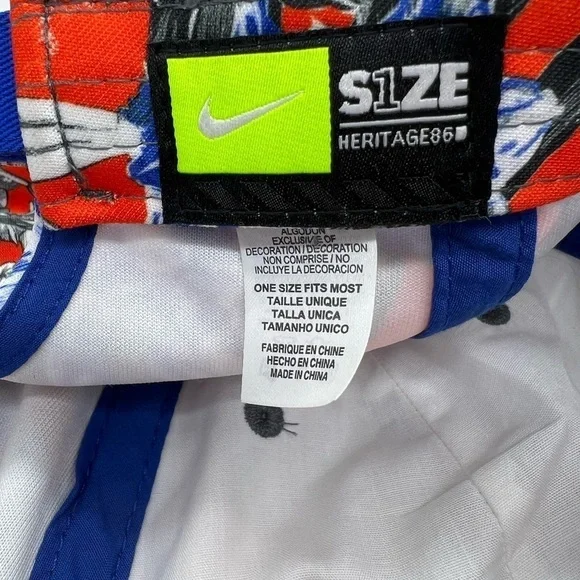 S1ZE
HERITAGE86
ALGODON
EXCLUSIVE OF
DECORATION/DECORATION
NON COMPRISE / NO
INCLUYE LA DECORACION
ONE SIZE FITS MOST
TAILLE UNIQUE
TALLA UNICA
TAMANHO UNICO
FABRIQUE EN CHINE
HECHO EN CHINA
MADE IN CHINA